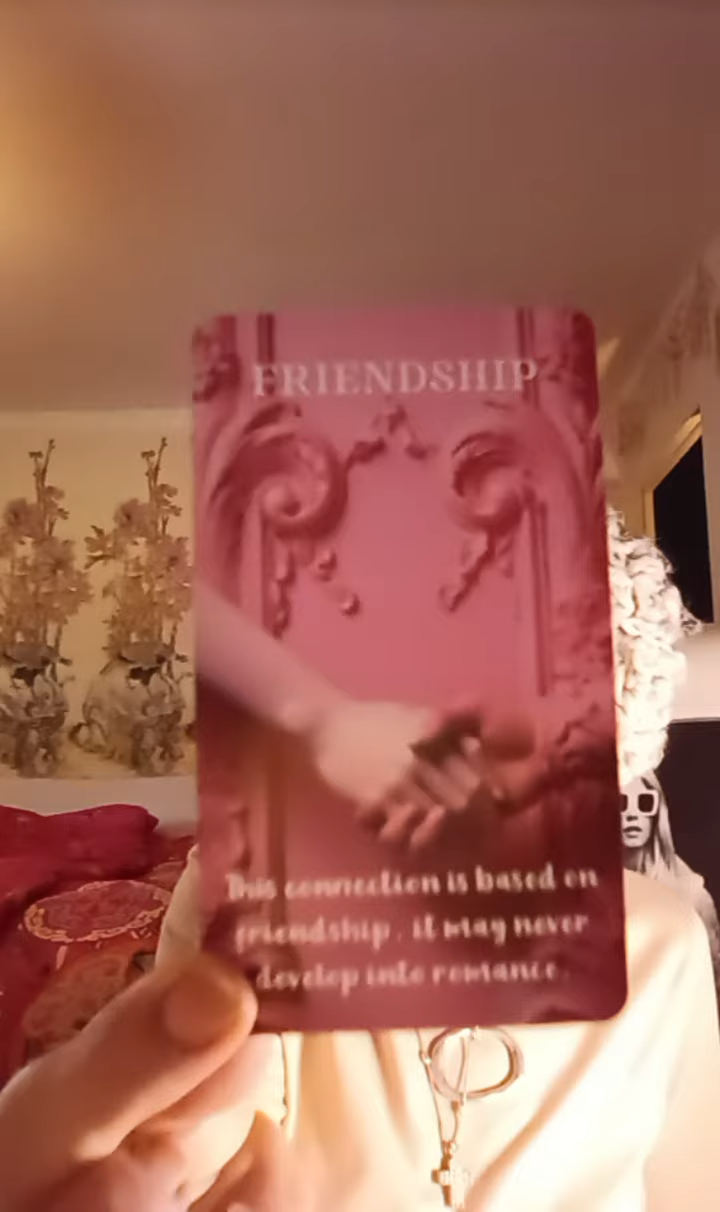 FRIENDSHIP
This connection is based on
friendship . it may never
develop into romance.